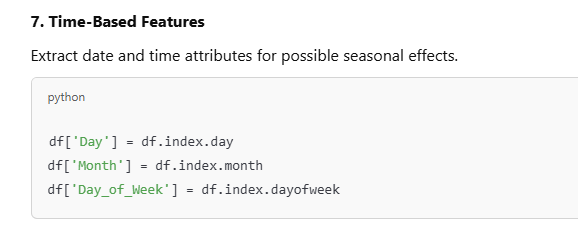 7. Time-Based Features
Extract date and time attributes for possible seasonal effects.
python
df['Day'] = df.index.day
df['Month'] = df.index.month
df['Day_of_Week'] = df.index.dayofweek